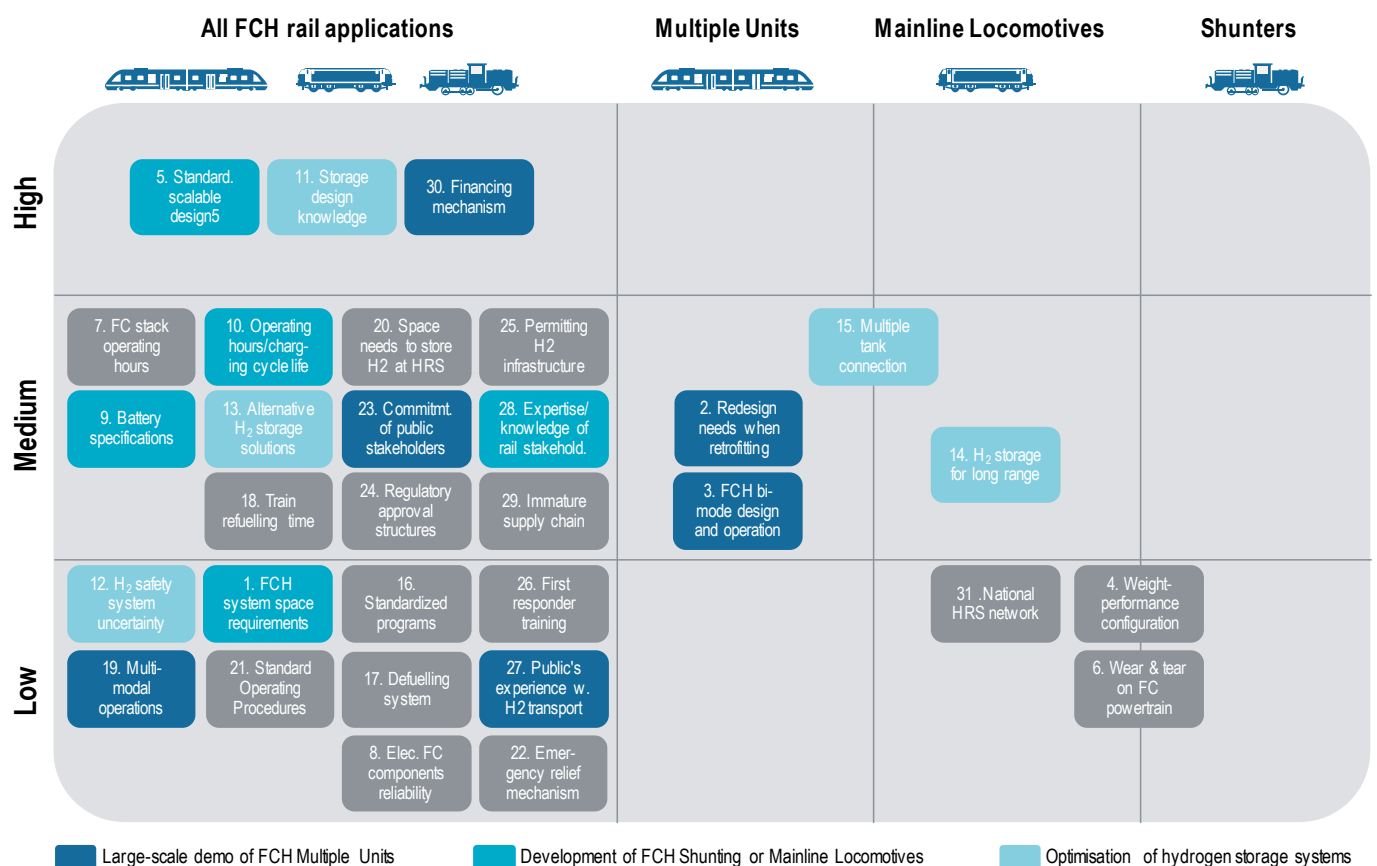 All FCH rail applications
Multiple Units
Mainline Locomotives
Shunters
High
5. Standard.
scalable
design5
11. Storage
design
knowledge
30. Financing
mechanism
Medium
7. FC stack
operating
hours
10. Operating
hours/charg-
ing cycle life
20. Space
needs to store
H2 at HRS
25. Permitting
H2
infrastructure
15. Multiple
tank
connection
9. Battery
specifications
13. Alternative
H₂ storage
solutions
23. Commitmt.
of public
stakeholders
28. Expertise/
knowledge of
rail stakehold.
2. Redesign
needs when
retrofitting
14. H₂ storage
for long range
18. Train
refuelling time
24. Regulatory
approval
structures
29. Immature
supply chain
3. FCH bi-
mode design
and operation
Low
12. H₂ safety
system
uncertainty
1. FCH
system space
requirements
16.
Standardized
programs
26. First
responder
training
31 .National
HRS network
4. Weight-
performance
configuration
19. Multi-
modal
operations
21. Standard
Operating
Procedures
17. Defuelling
system
27. Public's
experience w.
H2 transport
6. Wear & tear
on FC
powertrain
8. Elec. FC
components
reliability
22. Emer-
gency relief
mechanism
Large-scale demo of FCH Multiple Units
Development of FCH Shunting or Mainline Locomotives
Optimisation of hydrogen storage systems